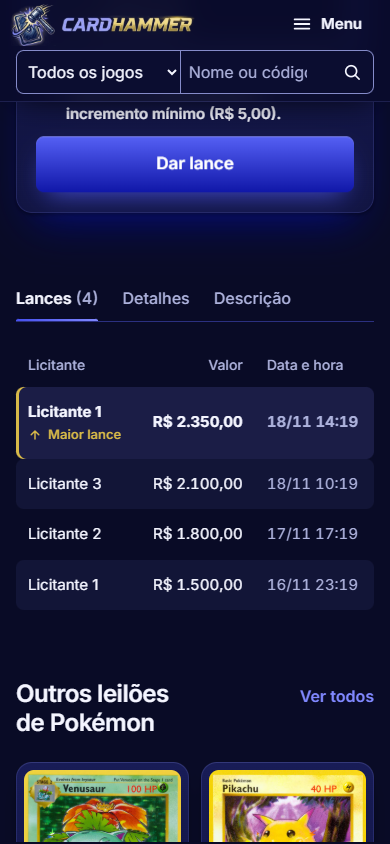 CARDHAMMER
Menu
Todos os jogos
Nome ou código
incremento mínimo (R$ 5,00).
Dar lance
Lances (4) Detalhes Descrição
Licitante Valor Data e hora
Licitante 1
↑ Maior lance
R$ 2.350,00 18/11 14:19
Licitante 3 R$ 2.100,00 18/11 10:19
Licitante 2 R$ 1.800,00 17/11 17:19
Licitante 1 R$ 1.500,00 16/11 23:19
Outros leilões
de Pokémon
Ver todos
Venusaur 100 HP
Basic Pokémon
Pikachu 40 HP